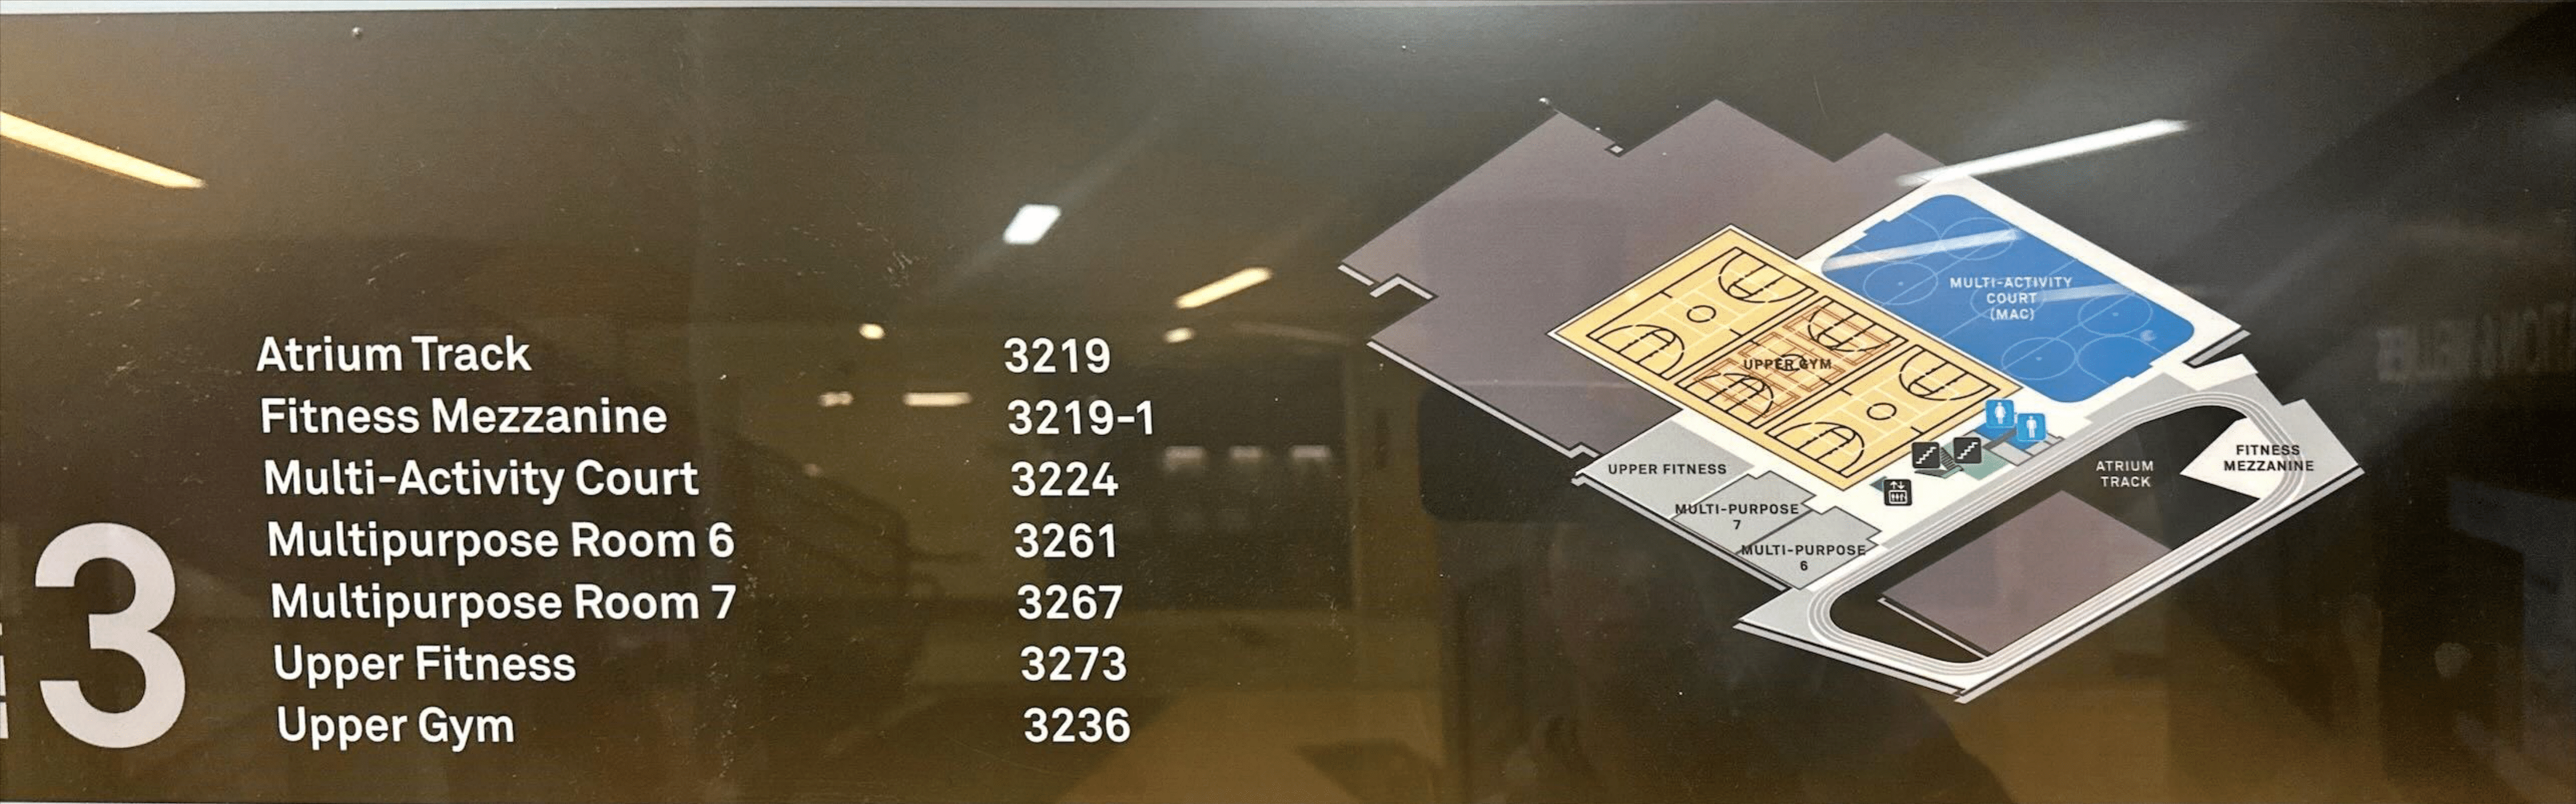 3
Atrium Track 3219
Fitness Mezzanine 3219-1
Multi-Activity Court 3224
Multipurpose Room 6 3261
Multipurpose Room 7 3267
Upper Fitness 3273
Upper Gym 3236
MULTI-ACTIVITY
COURT
(MAC)
UPPER GYM
UPPER FITNESS
MULTI-PURPOSE
7
MULTI-PURPOSE
6
ATRIUM
TRACK
FITNESS
MEZZANINE